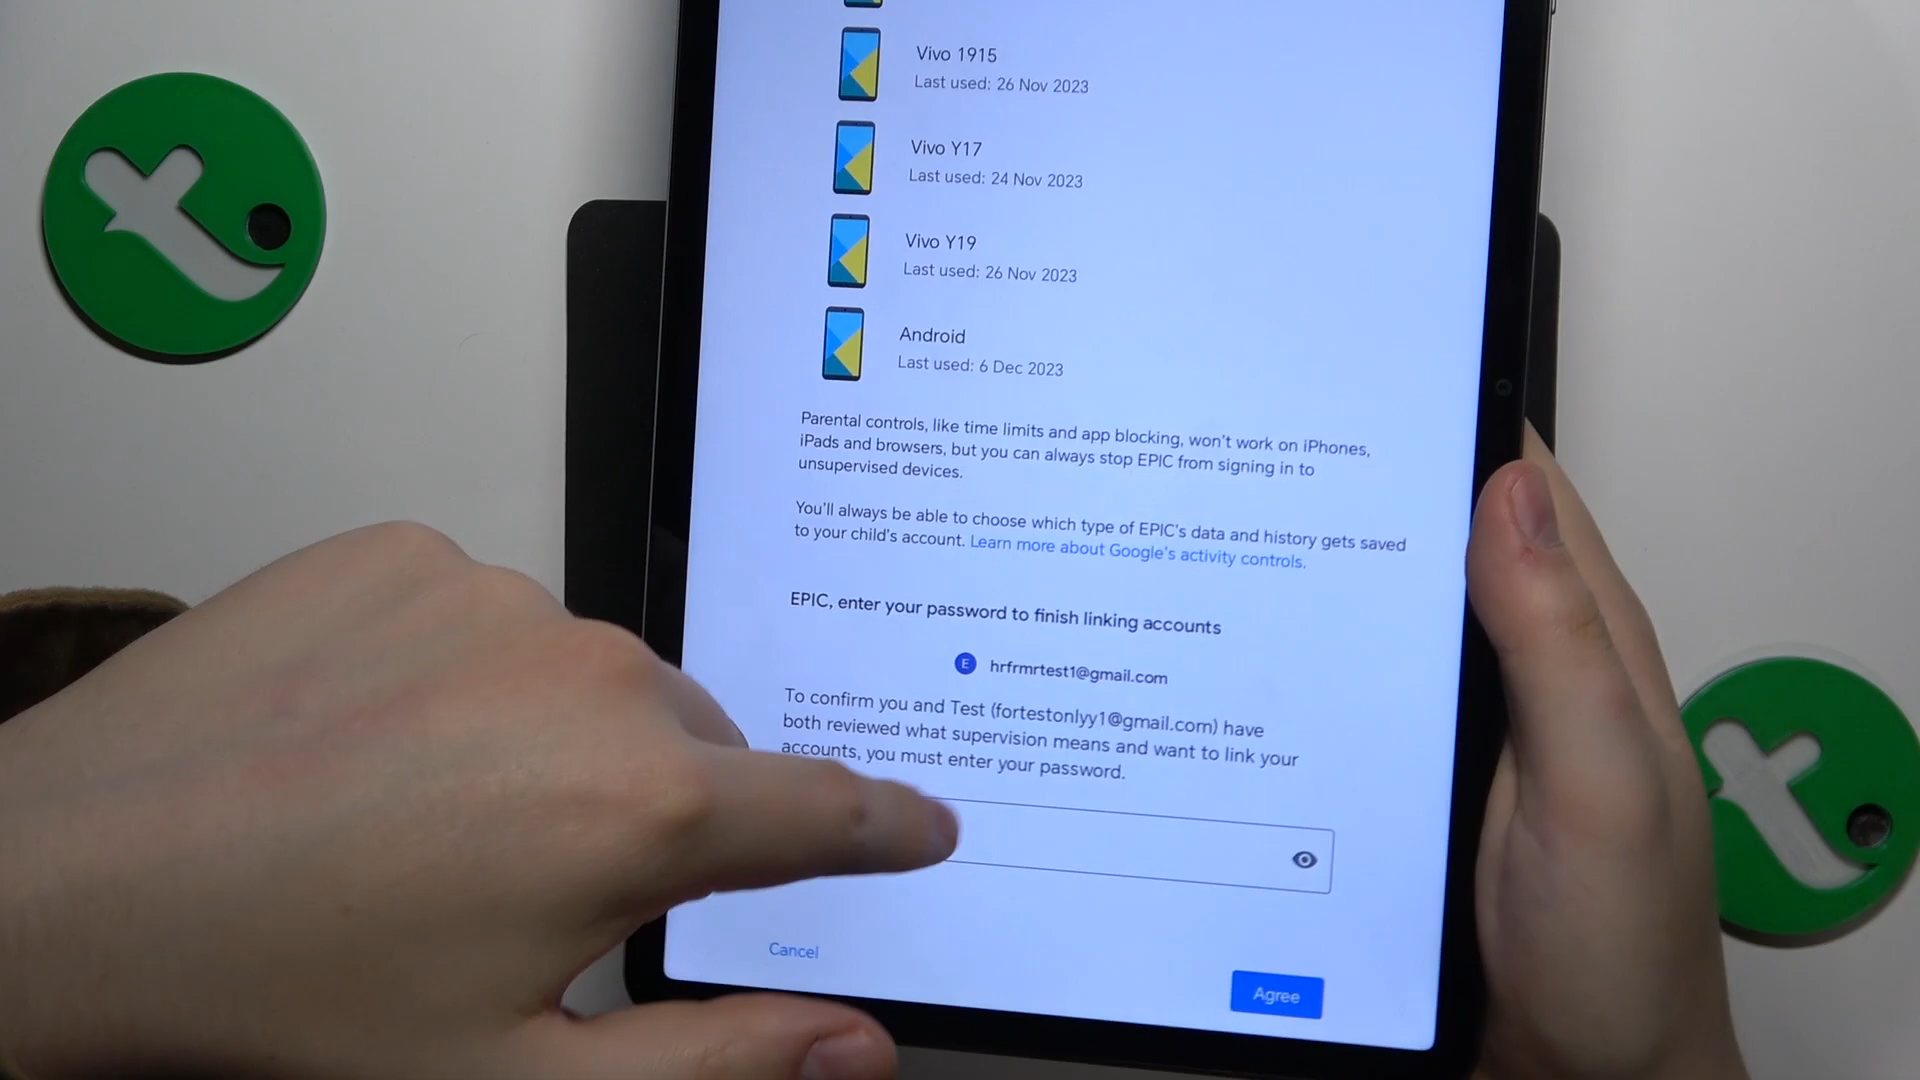 Vivo 1915
Last used: 26 Nov 2023
Vivo Y17
Last used: 24 Nov 2023
Vivo Y19
Last used: 26 Nov 2023
Android
Last used: 6 Dec 2023
Parental controls, like time limits and app blocking, won't work on iPhones,
iPads and browsers, but you can always stop EPIC from signing in to
unsupervised devices.
You'll always be able to choose which type of EPIC's data and history gets saved
to your child's account. Learn more about Google's activity controls.
EPIC, enter your password to finish linking accounts
E hrfrmrtest1@gmail.com
To confirm you and Test (fortestonlyy1@gmail.com) have
both reviewed what supervision means and want to link your
accounts, you must enter your password.
Cancel
Agree